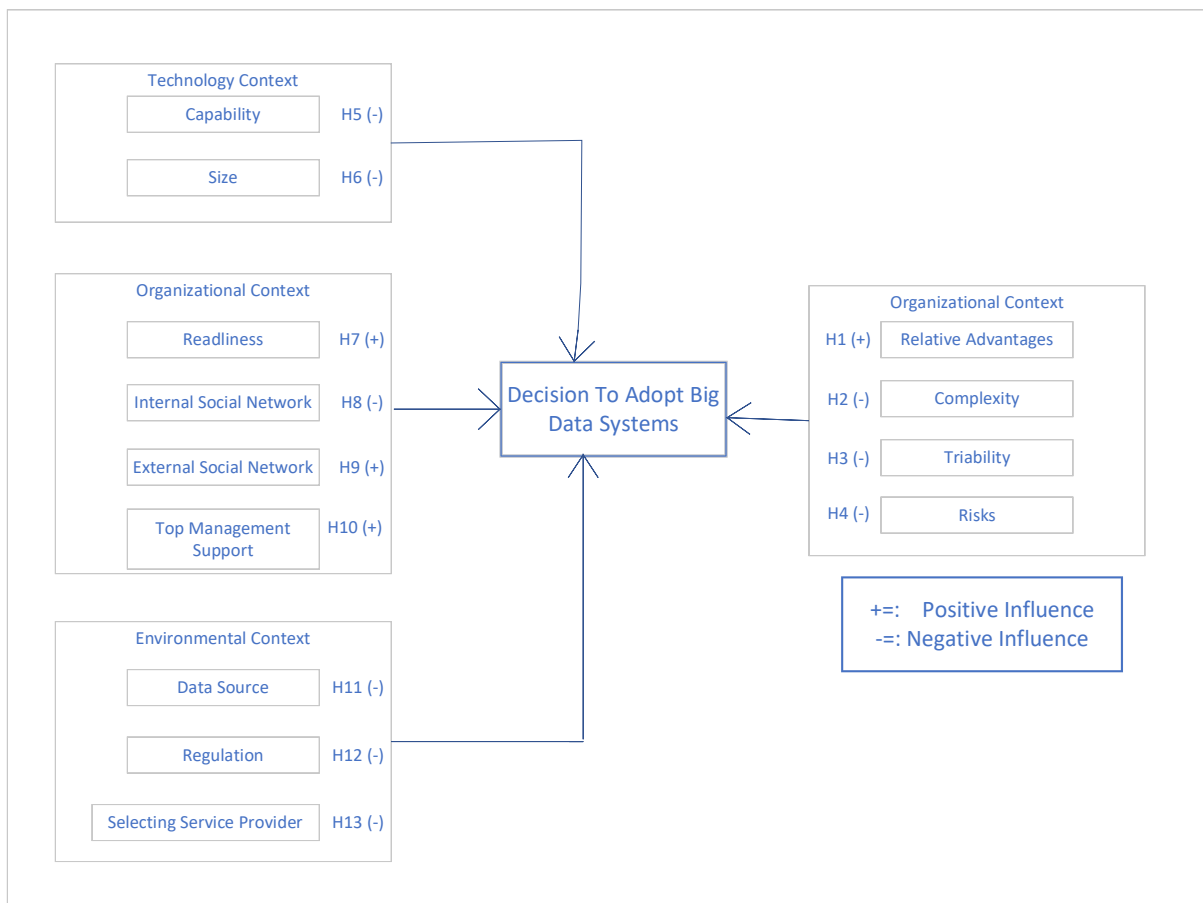 Technology Context
Capability
H5 (-)
Size
H6 (-)
Organizational Context
Readliness
H7 (+)
Internal Social Network
H8 (-)
External Social Network
H9 (+)
Top Management
Support
H10 (+)
Environmental Context
Data Source
H11 (-)
Regulation
H12 (-)
Selecting Service Provider
H13 (-)
Decision To Adopt Big
Data Systems
Organizational Context
H1 (+)
Relative Advantages
H2 (-)
Complexity
H3 (-)
Triability
H4 (-)
Risks
+=: Positive Influence
-=: Negative Influence